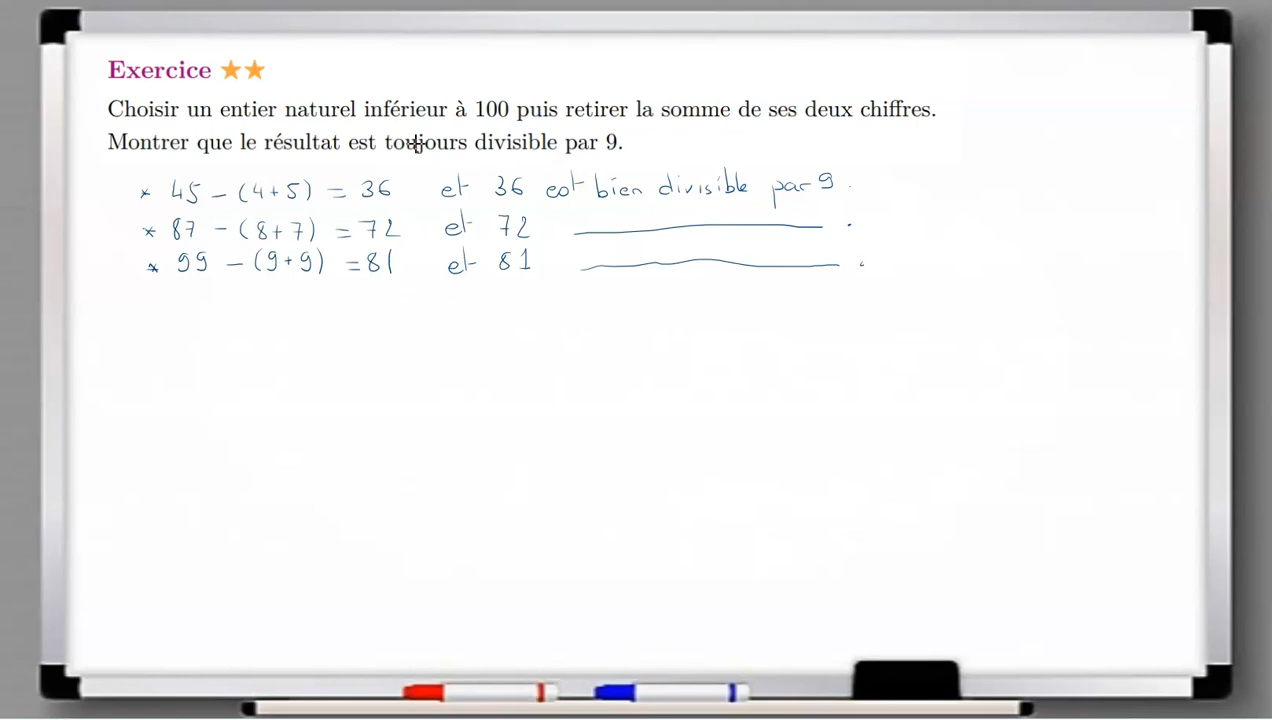 Exercice ★★
Choisir un entier naturel inférieur à 100 puis retirer la somme de ses deux chiffres.
Montrer que le résultat est toujours divisible par 9.
* 45 - (4+5) = 36 et 36 est bien divisible par 9.
* 87 - (8+7) = 72 et 72 .
* 99 - (9+9) = 81 et 81 .